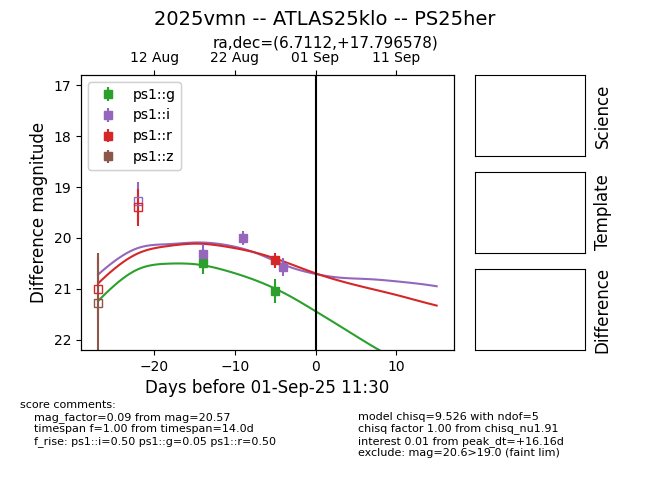 2025vmn -- ATLAS25klo -- PS25her
ra,dec=(6.7112,+17.796578)
12 Aug 22 Aug 01 Sep 11 Sep
17
18
19
20
21
22
Difference magnitude
ps1::g
ps1::i
ps1::r
ps1::z
−20 −10 0 10
Days before 01-Sep-25 11:30
Science
Template
Difference
score comments:
mag_factor=0.09 from mag=20.57
timespan f=1.00 from timespan=14.0d
f_rise: ps1::i=0.50 ps1::g=0.05 ps1::r=0.50
model chisq=9.526 with ndof=5
chisq factor 1.00 from chisq_nu1.91
interest 0.01 from peak_dt=+16.16d
exclude: mag=20.6>19.0 (faint lim)